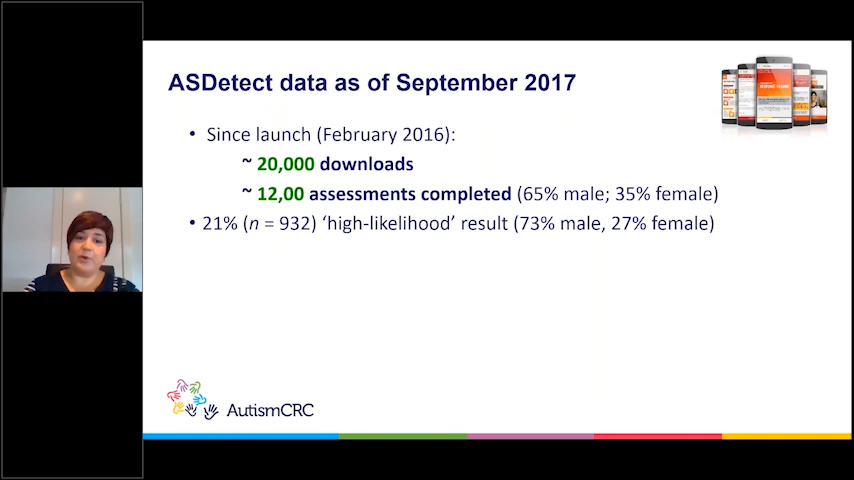 ASDetect data as of September 2017
• Since launch (February 2016):
~ 20,000 downloads
~ 12,00 assessments completed (65% male; 35% female)
• 21% (n = 932) ‘high-likelihood’ result (73% male, 27% female)
AutismCRC